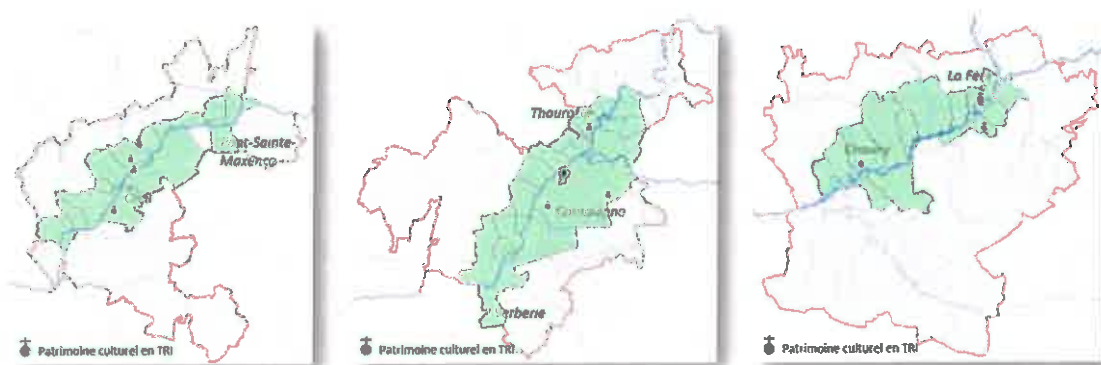 Pont-Sainte-
Maxence
Creil
Patrimoine culturel en TRI
Thourotte
Compiègne
Verberie
Patrimoine culturel en TRI
La Fère
Chauny
Patrimoine culturel en TRI